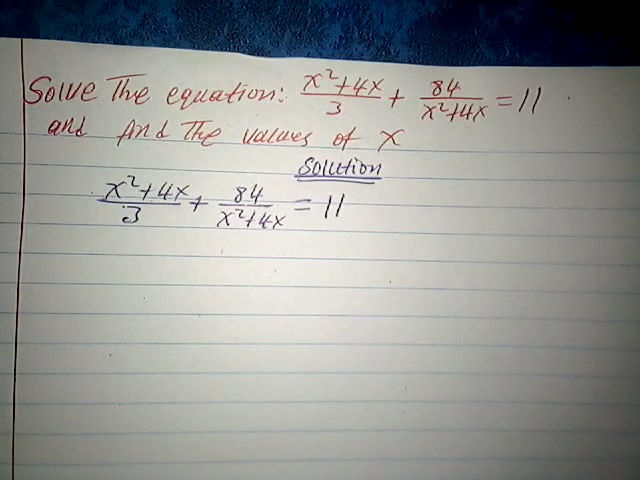 Solve The equation: x²+4x/3 + 84/x²+4x = 11
and find The values of x
Solution
x²+4x/3 + 84/x²+4x = 11